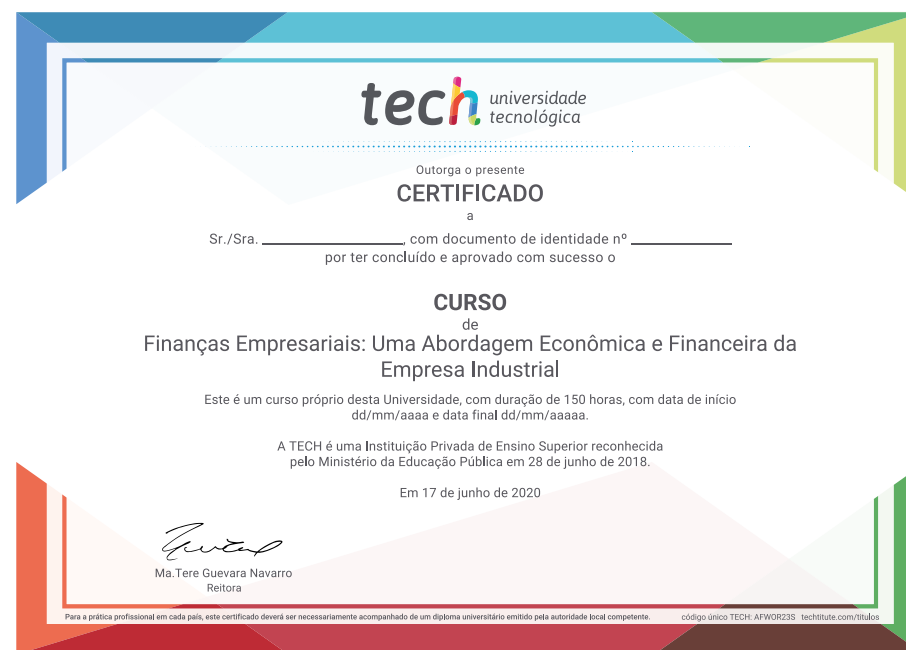 tech universidade
tecnológica
Outorga o presente
CERTIFICADO
a
Sr./Sra. ____________________, com documento de identidade nº ______________
por ter concluído e aprovado com sucesso o
CURSO
de
Finanças Empresariais: Uma Abordagem Econômica e Financeira da
Empresa Industrial
Este é um curso próprio desta Universidade, com duração de 150 horas, com data de início
dd/mm/aaaa e data final dd/mm/aaaaa.
A TECH é uma Instituição Privada de Ensino Superior reconhecida
pelo Ministério da Educação Pública em 28 de junho de 2018.
Em 17 de junho de 2020
Ma.Tere Guevara Navarro
Reitora
Para a prática profissional em cada país, este certificado deverá ser necessariamente acompanhado de um diploma universitário emitido pela autoridade local competente. código único TECH: AFWOR23S techtitute.com/titulos